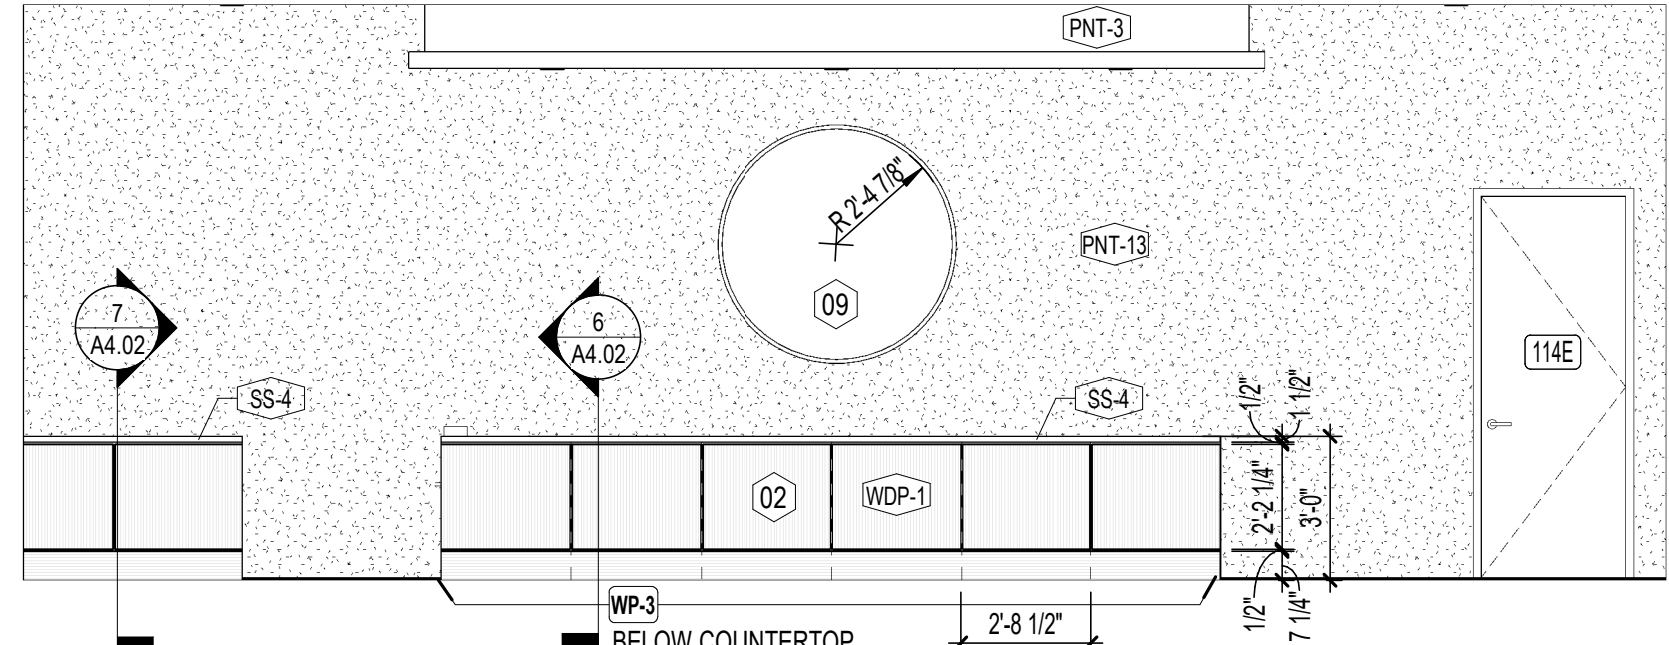 PNT-3
R 2'-4 7/8"
PNT-13
09
7
A4.02
6
A4.02
114E
SS-4
SS-4
1/2"
1 1/2"
02
WDP-1
2'-2 1/4"
3'-0"
WP-3
BELOW COUNTERTOP
2'-8 1/2"
1/2"
7 1/4"